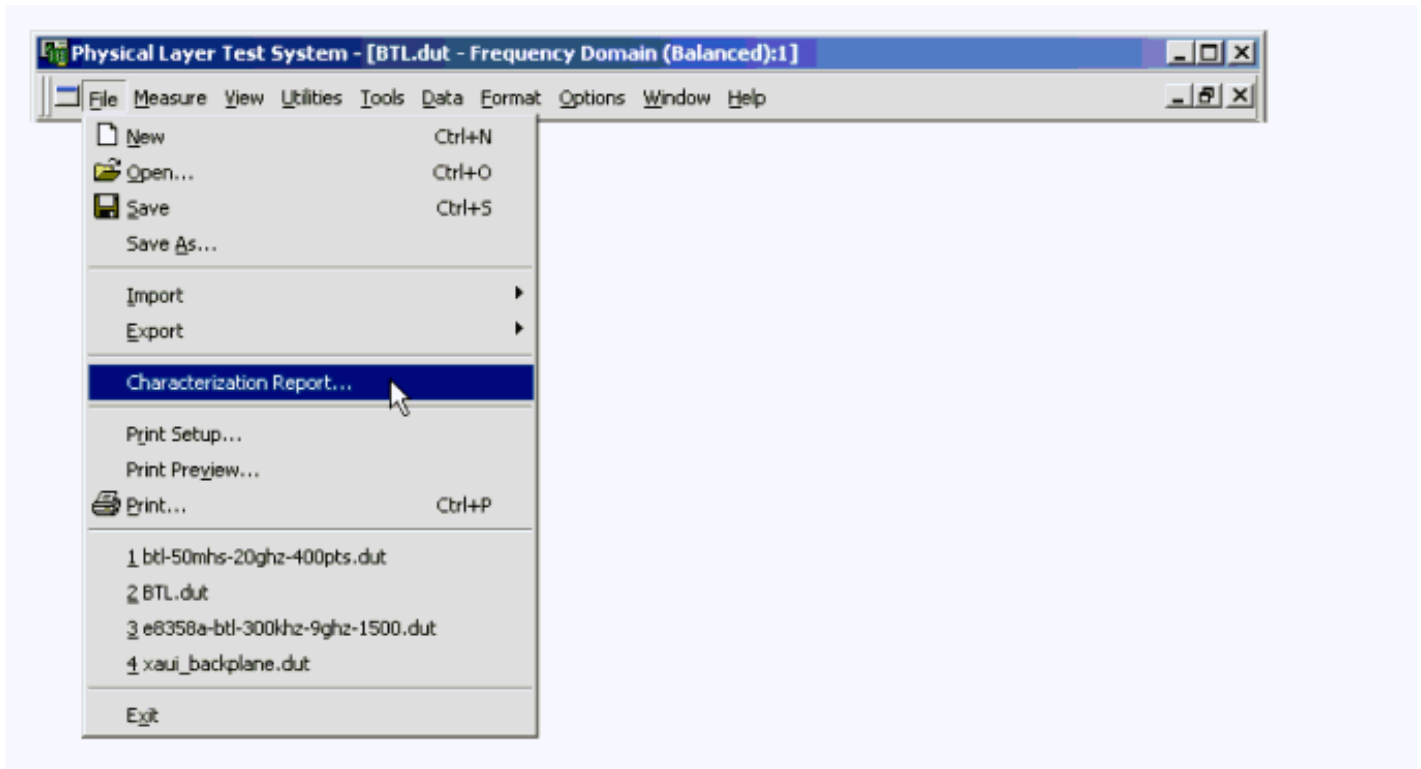 Physical Layer Test System - [BTL.dut - Frequency Domain (Balanced):1]
File Measure View Utilities Tools Data Format Options Window Help
New Ctrl+N
Open... Ctrl+O
Save Ctrl+S
Save As...
Import
Export
Characterization Report...
Print Setup...
Print Preview...
Print... Ctrl+P
1 btl-50mhs-20ghz-400pts.dut
2 BTL.dut
3 e8358a-btl-300khz-9ghz-1500.dut
4 xaui_backplane.dut
Exit